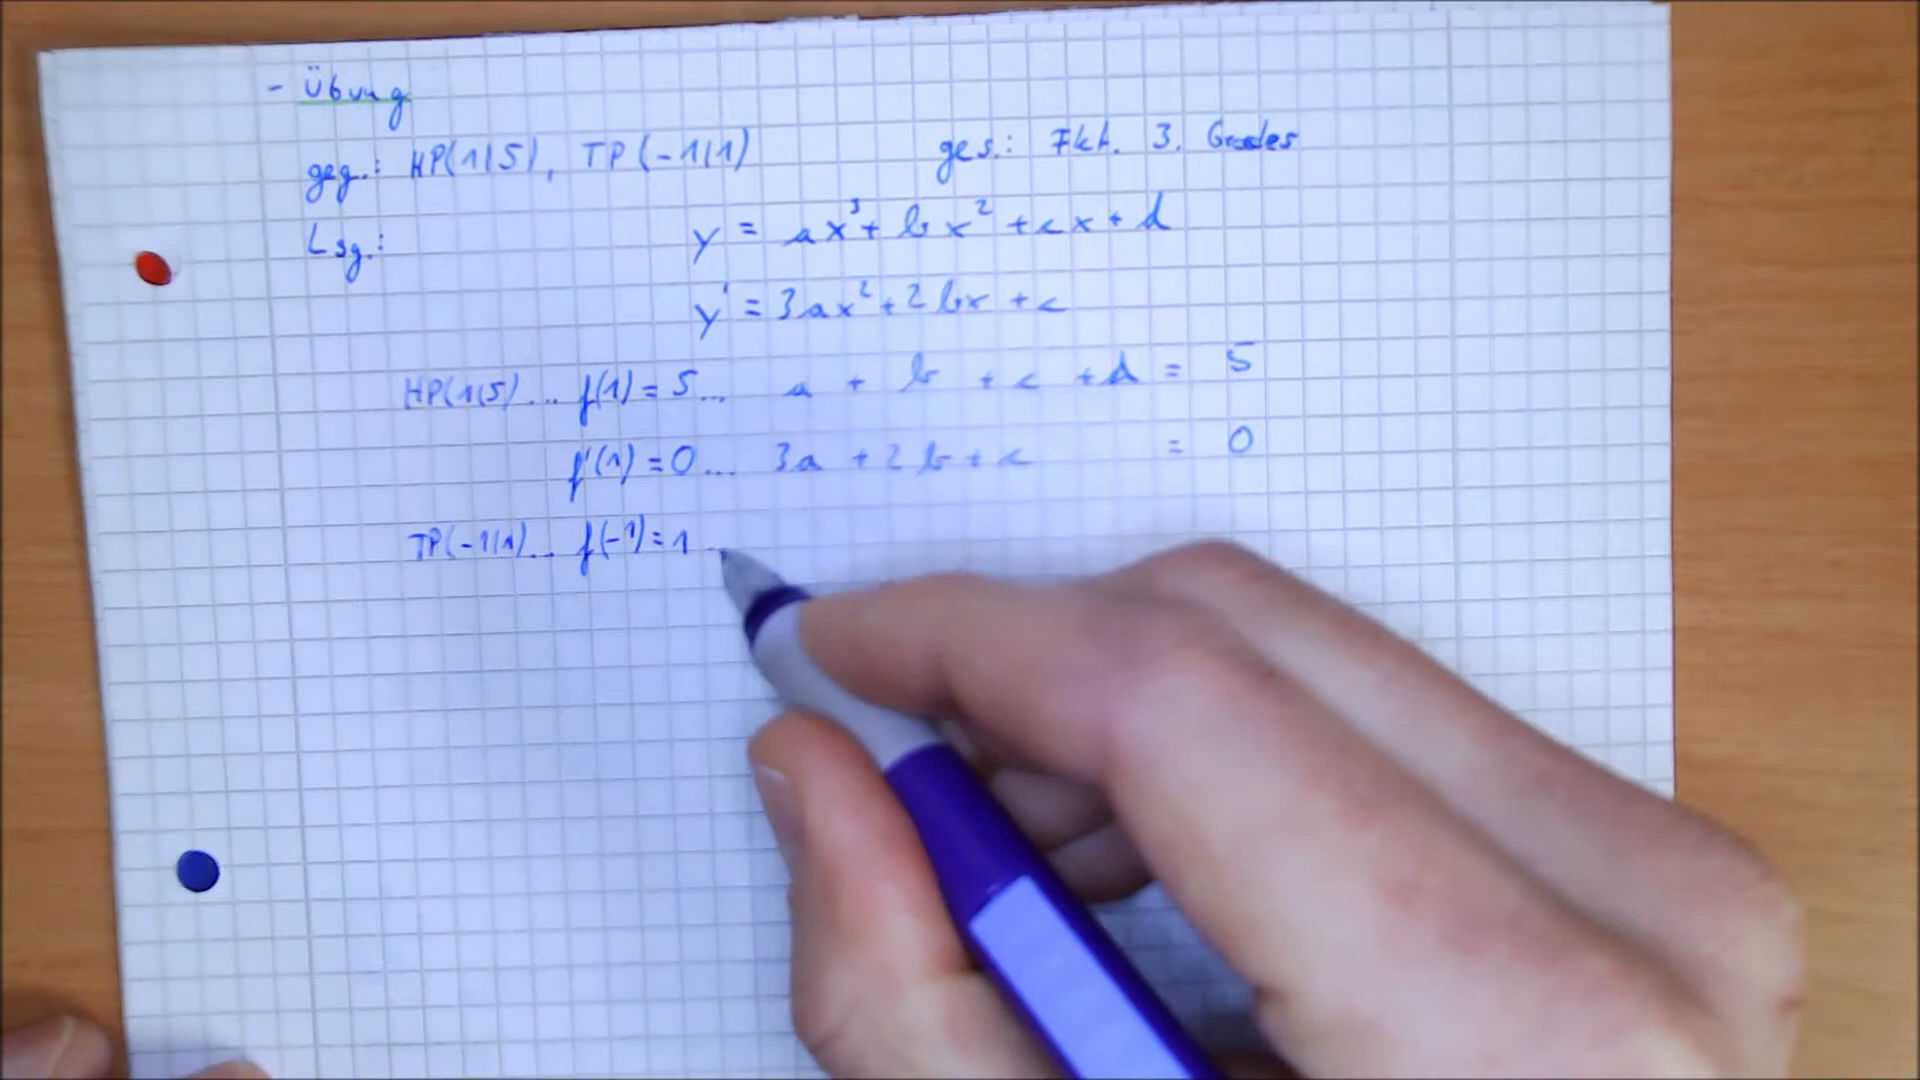 - Übung
geg.: HP(1|5), TP(-1|1) ges.: Fkt. 3. Grades
Lsg.: y = ax³ + bx² + cx + d
y' = 3ax² + 2bx + c
HP(1|5)... f(1) = 5... a + b + c + d = 5
f'(1) = 0... 3a + 2b + c = 0
TP(-1|1)... f(-1) = 1